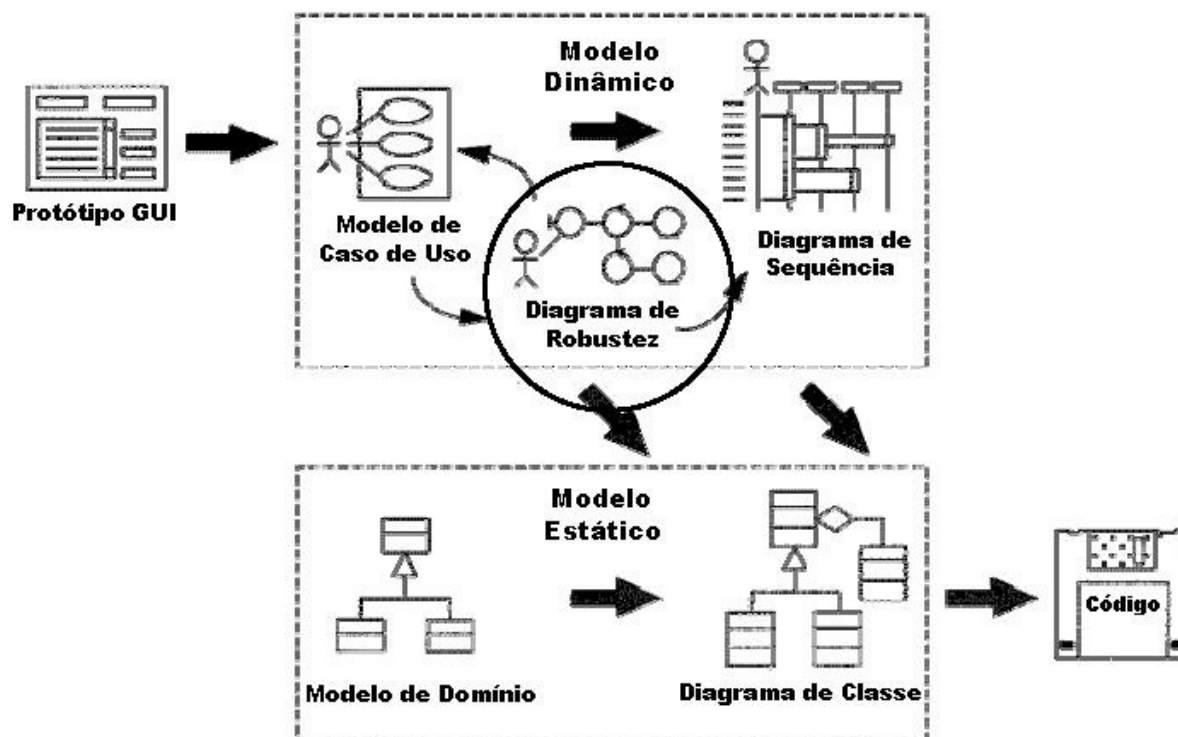 Modelo
Dinâmico
Protótipo GUI
Modelo de
Caso de Uso
Diagrama de
Robustez
Diagrama de
Sequência
Modelo
Estático
Modelo de Domínio
Diagrama de Classe
Código